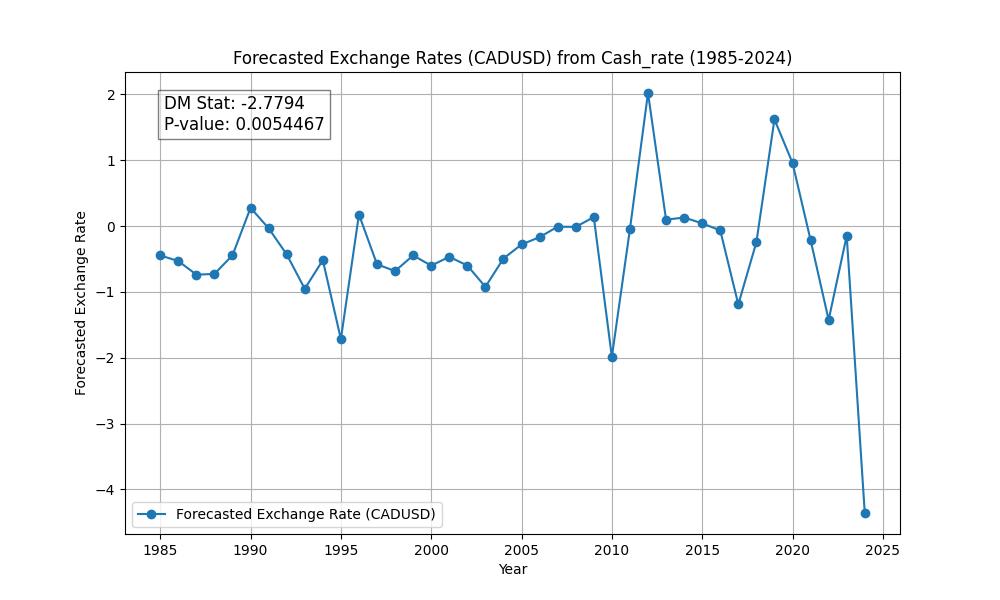 Forecasted Exchange Rates (CADUSD) from Cash_rate (1985-2024)
DM Stat: -2.7794
P-value: 0.0054467
Forecasted Exchange Rate
2
1
0
−1
−2
−3
−4
Forecasted Exchange Rate (CADUSD)
1985 1990 1995 2000 2005 2010 2015 2020 2025
Year